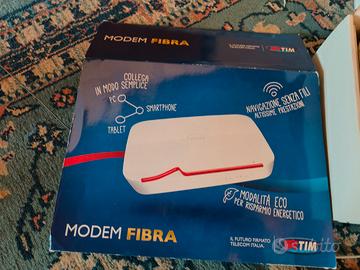 MODEM FIBRA
TIM
COLLEGA
IN MODO SEMPLICE
PC
SMARTPHONE
TABLET
NAVIGAZIONE SENZA FILI
ALTISSIME PRESTAZIONI
MODALITÀ ECO
PER RISPARMIO ENERGETICO
MODEM FIBRA
IL FUTURO FIRMATO
TELECOM ITALIA.
TIM
subito